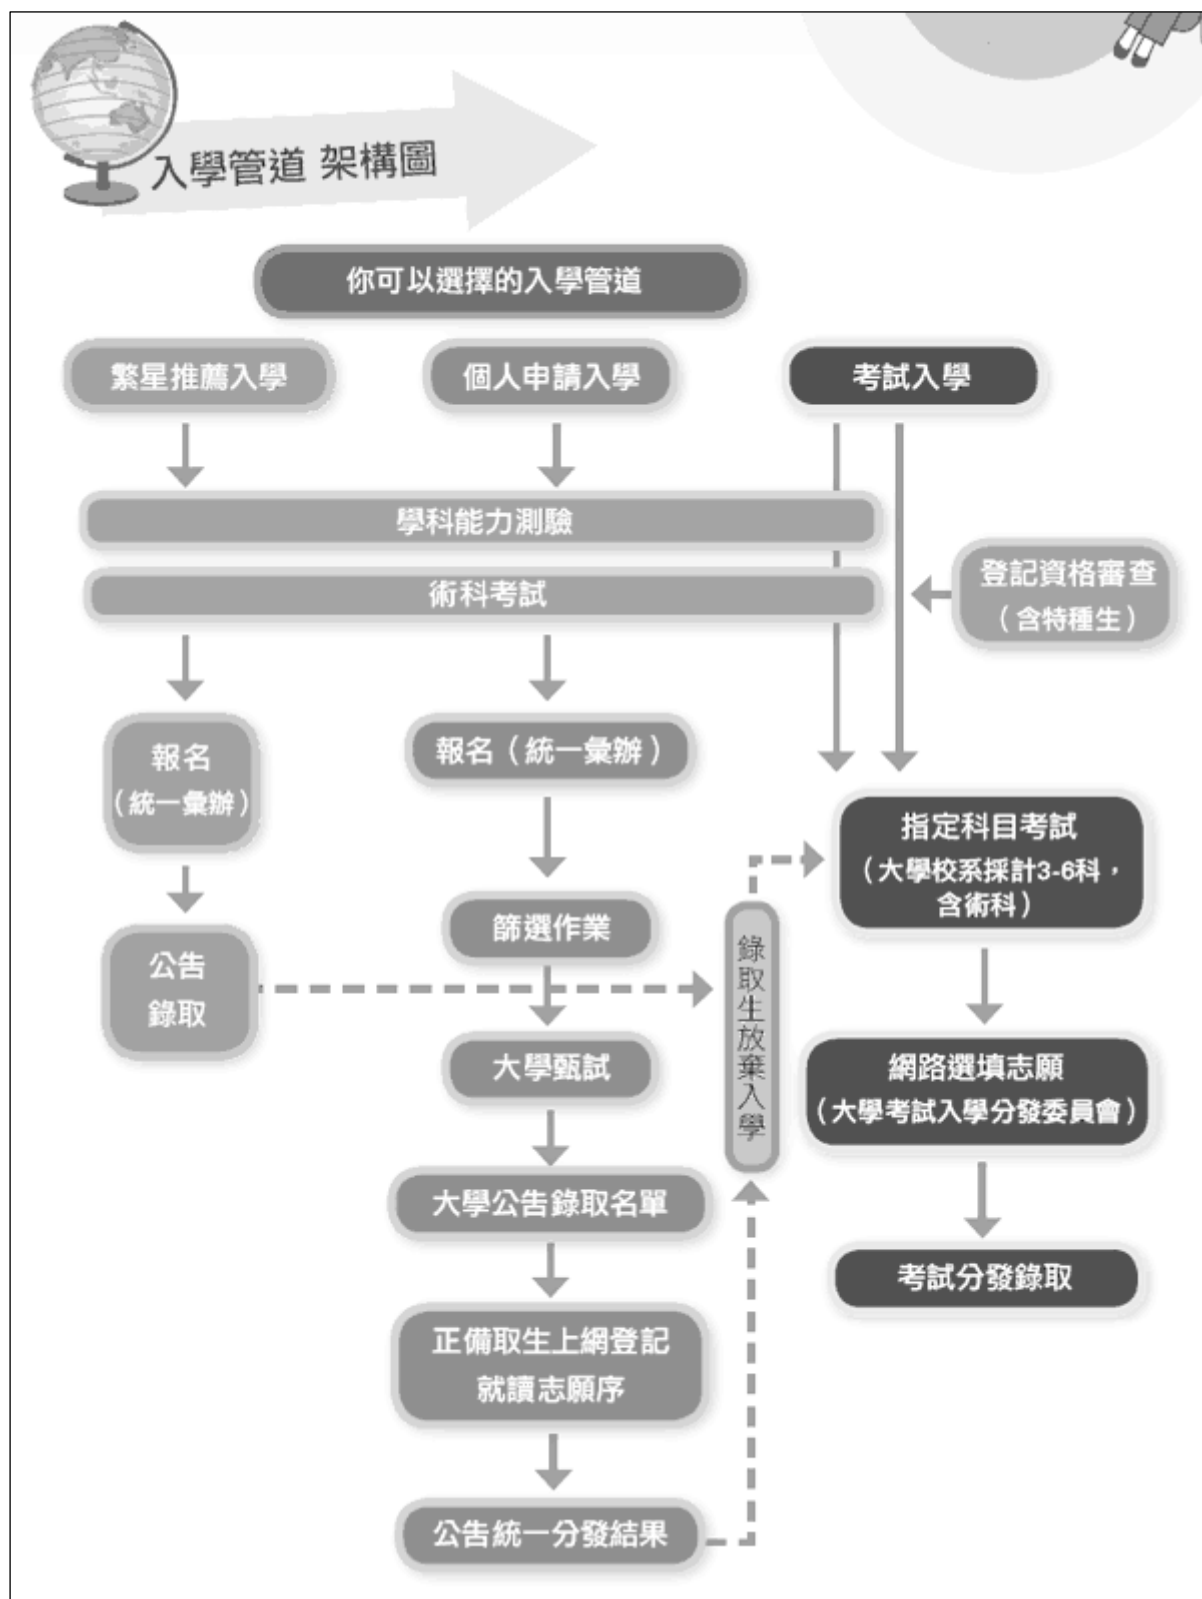 入學管道 架構圖
你可以選擇的入學管道
繁星推薦入學
個人申請入學
考試入學
學科能力測驗
術科考試
登記資格審查
（含特種生）
報名
（統一彙辦）
報名（統一彙辦）
指定科目考試
（大學校系採計3-6科，
含術科）
篩選作業
公告
錄取
錄取生放棄入學
大學甄試
網路選填志願
（大學考試入學分發委員會）
大學公告錄取名單
考試分發錄取
正備取生上網登記
就讀志願序
公告統一分發結果